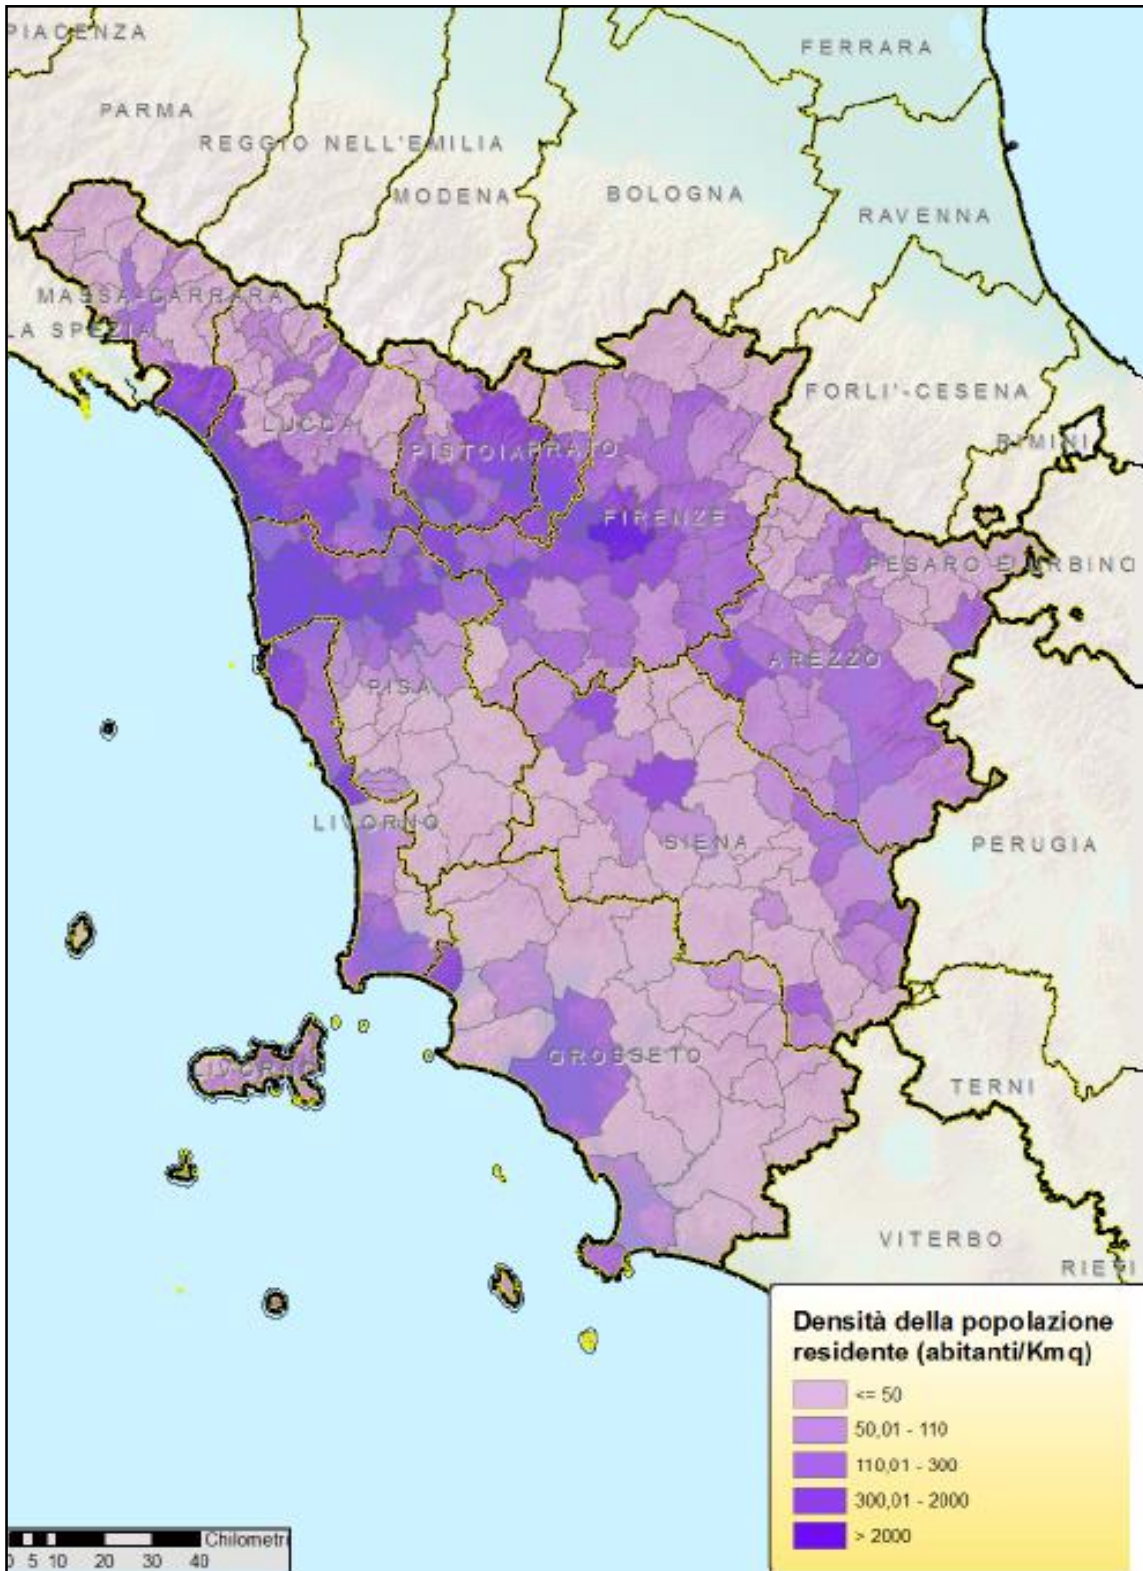 PIACENZA
FERRARA
PARMA
REGGIO NELL'EMILIA
MODENA
BOLOGNA
RAVENNA
MASSA-CARRARA
LA SPEZIA
FORLI'-CESENA
RIMINI
LUCCA
PISTOIA
PRATO
FIRENZE
PESARO E URBINO
AREZZO
PISA
LIVORNO
SIENA
PERUGIA
GROSSETO
LIVORNO
TERNI
VITERBO
RIETI
Densità della popolazione
residente (abitanti/Kmq)
<= 50
50,01 - 110
110,01 - 300
300,01 - 2000
> 2000
Chilometri
0 5 10 20 30 40